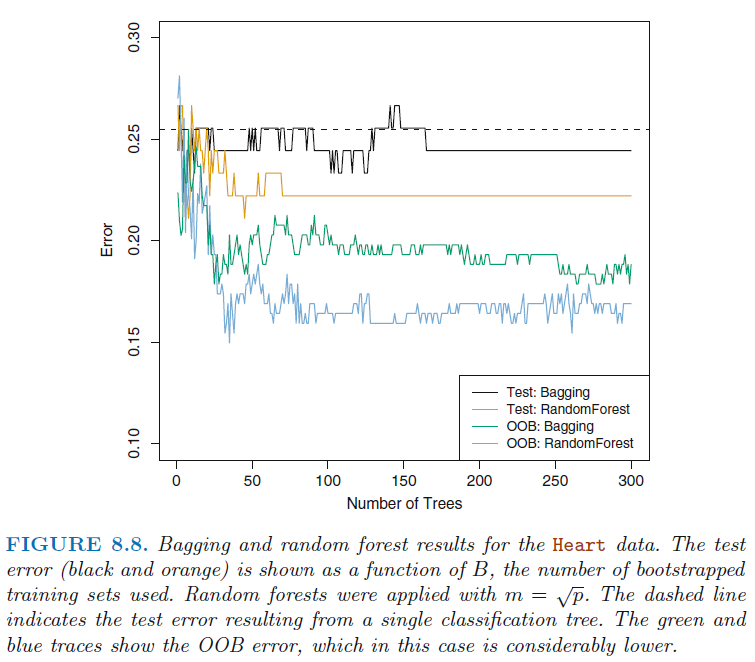 0.30
0.25
0.20
0.15
0.10
Error
0 50 100 150 200 250 300
Number of Trees
Test: Bagging
Test: RandomForest
OOB: Bagging
OOB: RandomForest
FIGURE 8.8. Bagging and random forest results for the Heart data. The test
error (black and orange) is shown as a function of B, the number of bootstrapped
training sets used. Random forests were applied with m = √p. The dashed line
indicates the test error resulting from a single classification tree. The green and
blue traces show the OOB error, which in this case is considerably lower.